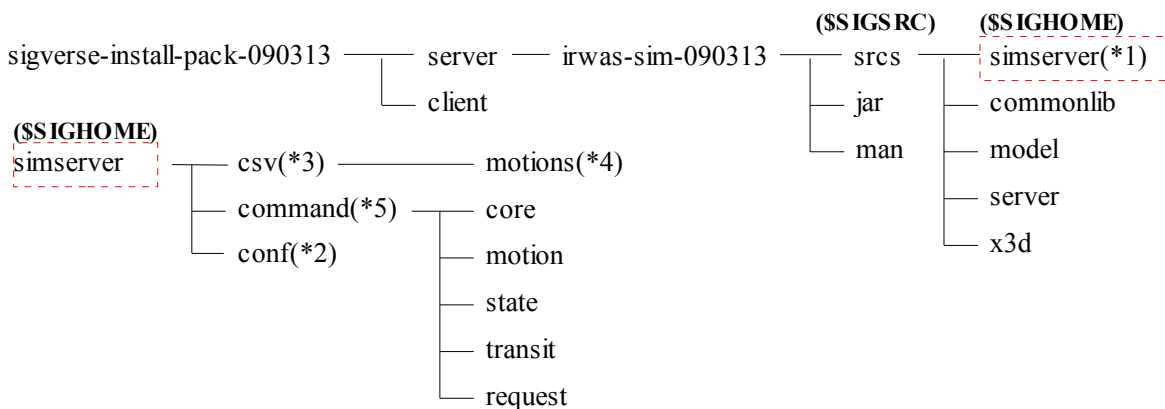 ($SIGSRC) ($SIGHOME)
sigverse-install-pack-090313 server irwas-sim-090313 srcs simserver(*1)
client jar commonlib
($SIGHOME) man model
simserver csv(*3) motions(*4) server
command(*5) core x3d
conf(*2) motion
state
transit
request